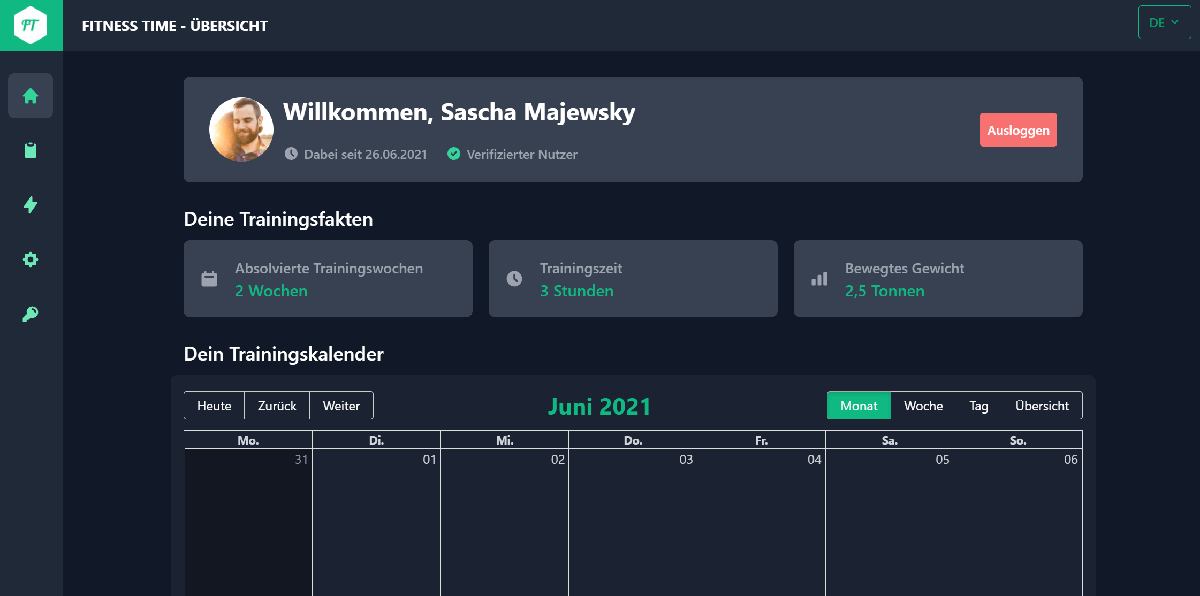 FT
FITNESS TIME - ÜBERSICHT
DE
Willkommen, Sascha Majewsky
Dabei seit 26.06.2021 Verifizierter Nutzer
Ausloggen
Deine Trainingsfakten
Absolvierte Trainingswochen
2 Wochen
Trainingszeit
3 Stunden
Bewegtes Gewicht
2,5 Tonnen
Dein Trainingskalender
Heute Zurück Weiter
Juni 2021
Monat Woche Tag Übersicht
Mo. Di. Mi. Do. Fr. Sa. So.
31 01 02 03 04 05 06